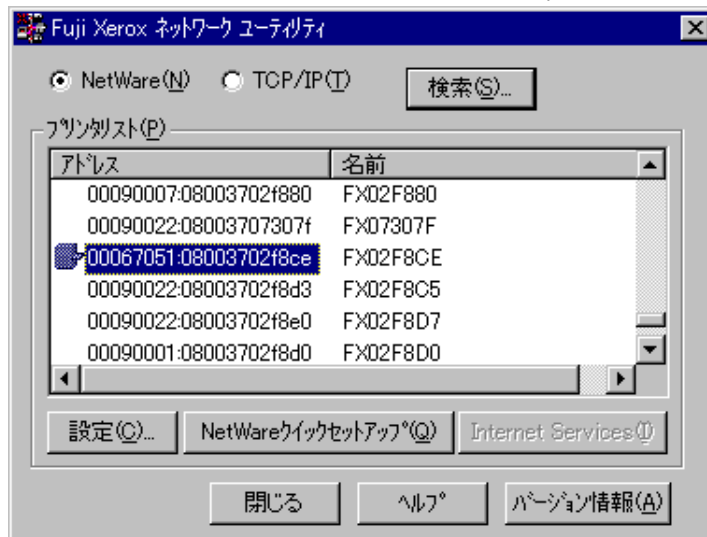 Fuji Xerox ネットワーク ユーティリティ
NetWare(N) TCP/IP(T) 検索(S)...
プリンタリスト(P)
アドレス 名前
00090007:08003702f880 FX02F880
00090022:08003707307f FX07307F
00067051:08003702f8ce FX02F8CE
00090022:08003702f8d3 FX02F8C5
00090022:08003702f8e0 FX02F8D7
00090001:08003702f8d0 FX02F8D0
設定(C)... NetWareクイックセットアップ(Q) Internet Services(I)
閉じる ヘルプ バージョン情報(A)